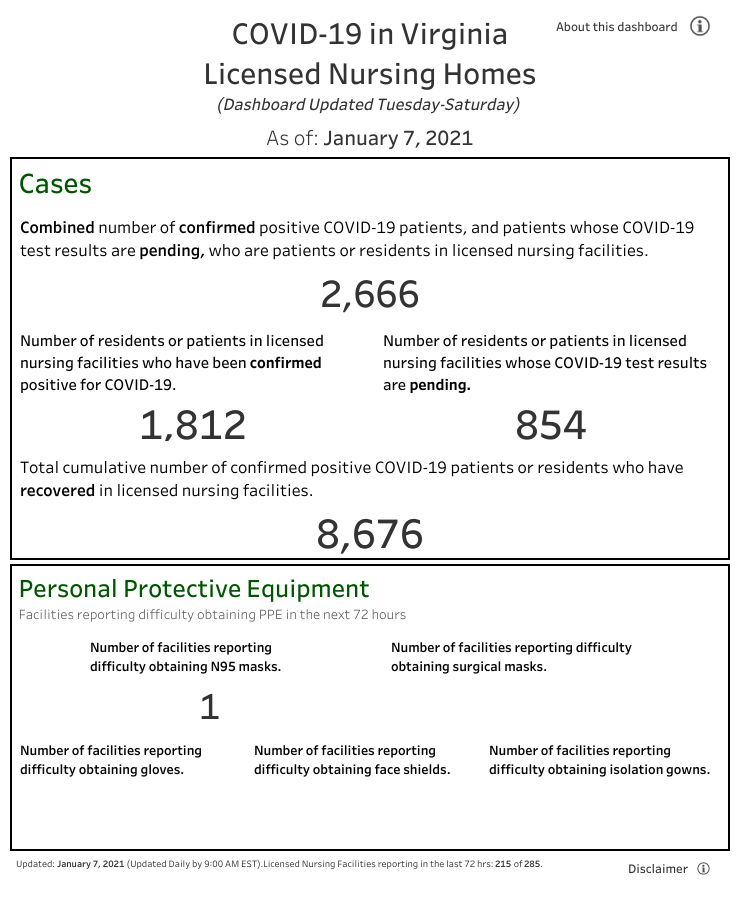 COVID-19 in Virginia
Licensed Nursing Homes
About this dashboard
(Dashboard Updated Tuesday-Saturday)
As of: January 7, 2021
Cases
Combined number of confirmed positive COVID-19 patients, and patients whose COVID-19
test results are pending, who are patients or residents in licensed nursing facilities.
2,666
Number of residents or patients in licensed
nursing facilities who have been confirmed
positive for COVID-19.
1,812
Number of residents or patients in licensed
nursing facilities whose COVID-19 test results
are pending.
854
Total cumulative number of confirmed positive COVID-19 patients or residents who have
recovered in licensed nursing facilities.
8,676
Personal Protective Equipment
Facilities reporting difficulty obtaining PPE in the next 72 hours
Number of facilities reporting
difficulty obtaining N95 masks.
1
Number of facilities reporting difficulty
obtaining surgical masks.
Number of facilities reporting
difficulty obtaining gloves.
Number of facilities reporting
difficulty obtaining face shields.
Number of facilities reporting
difficulty obtaining isolation gowns.
Updated: January 7, 2021 (Updated Daily by 9:00 AM EST).Licensed Nursing Facilities reporting in the last 72 hrs: 215 of 285.
Disclaimer